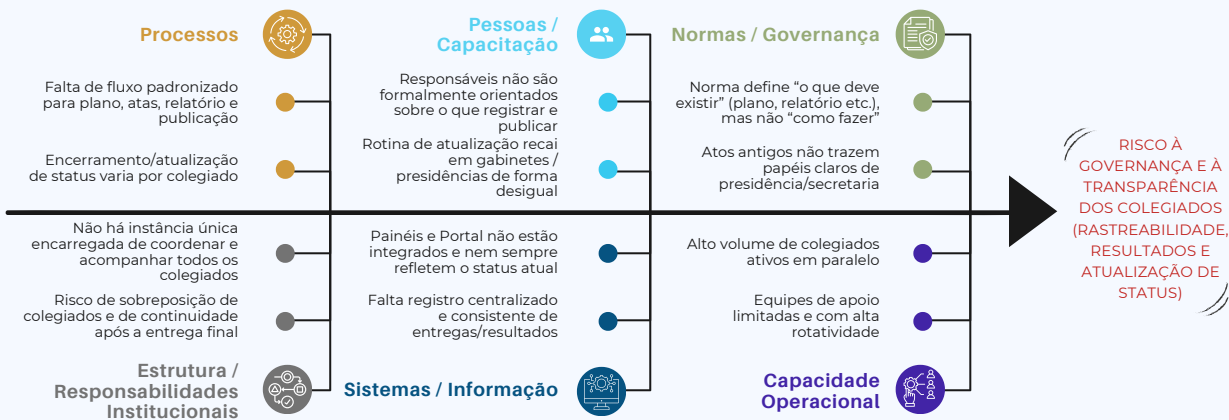 Processos
Falta de fluxo padronizado
para plano, atas, relatório e
publicação
Encerramento/atualização
de status varia por colegiado
Pessoas /
Capacitação
Responsáveis não são
formalmente orientados
sobre o que registrar e
publicar
Rotina de atualização recai
em gabinetes /
presidências de forma
desigual
Normas / Governança
Norma define “o que deve
existir” (plano, relatório etc.),
mas não “como fazer”
Atos antigos não trazem
papéis claros de
presidência/secretaria
RISCO À
GOVERNANÇA E À
TRANSPARÊNCIA
DOS COLEGIADOS
(RASTREABILIDADE,
RESULTADOS E
ATUALIZAÇÃO DE
STATUS)
Não há instância única
encarregada de coordenar e
acompanhar todos os
colegiados
Risco de sobreposição de
colegiados e de continuidade
após a entrega final
Estrutura /
Responsabilidades
Institucionais
Painéis e Portal não estão
integrados e nem sempre
refletem o status atual
Falta registro centralizado
e consistente de
entregas/resultados
Sistemas / Informação
Alto volume de colegiados
ativos em paralelo
Equipes de apoio
limitadas e com alta
rotatividade
Capacidade
Operacional